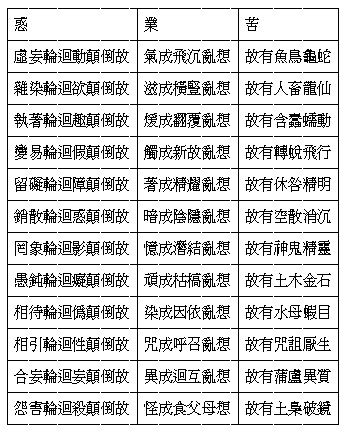 惑 業 苦
虛妄輪迴動顛倒故 氣成飛沉亂想 故有魚鳥龜蛇
雜染輪迴欲顛倒故 滋成橫豎亂想 故有人畜龍仙
執著輪迴趣顛倒故 煖成翻覆亂想 故有含蠢蠕動
變易輪迴假顛倒故 觸成新故亂想 故有轉蛻飛行
留礙輪迴障顛倒故 著成精耀亂想 故有休咎精明
銷散輪迴惑顛倒故 暗成陰隱亂想 故有空散消沉
罔象輪迴影顛倒故 憶成潛結亂想 故有神鬼精靈
愚鈍輪迴癡顛倒故 頑成枯槁亂想 故有土木金石
相待輪迴偽顛倒故 染成因依亂想 故有水母蝦目
相引輪迴性顛倒故 咒成呼召亂想 故有咒詛厭生
合妄輪迴妄顛倒故 異成迴互亂想 故有蒲盧異質
怨害輪迴殺顛倒故 怪成食父母想 故有土梟破鏡